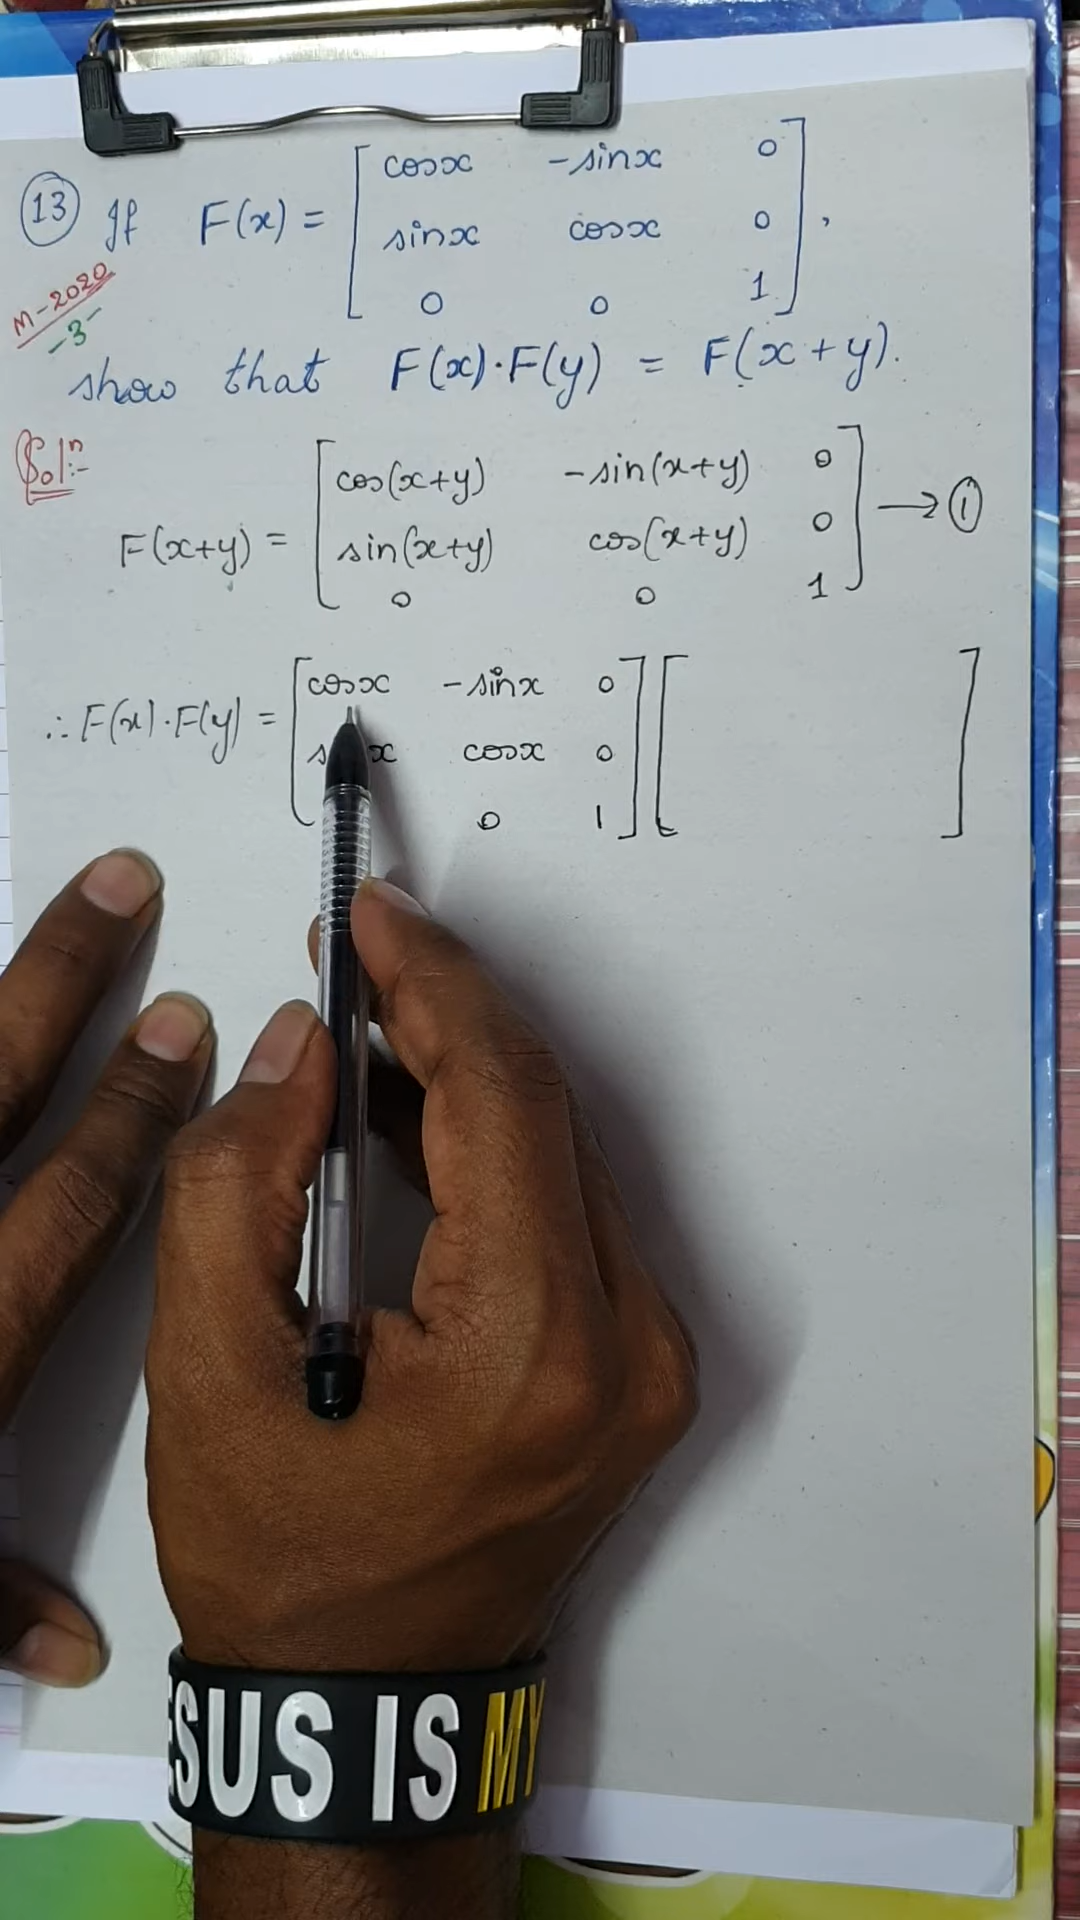 13 If F(x) = [ cosx -sinx 0
sinx cosx 0
0 0 1 ],
M-2020
-3-
show that F(x)·F(y) = F(x+y).
Solⁿ:-
F(x+y) = [ cos(x+y) -sin(x+y) 0
sin(x+y) cos(x+y) 0
0 0 1 ] → 1
∴ F(x)·F(y) = [ cosx -sinx 0
x cosx 0
0 1 ] [ ]
ESUS IS MY